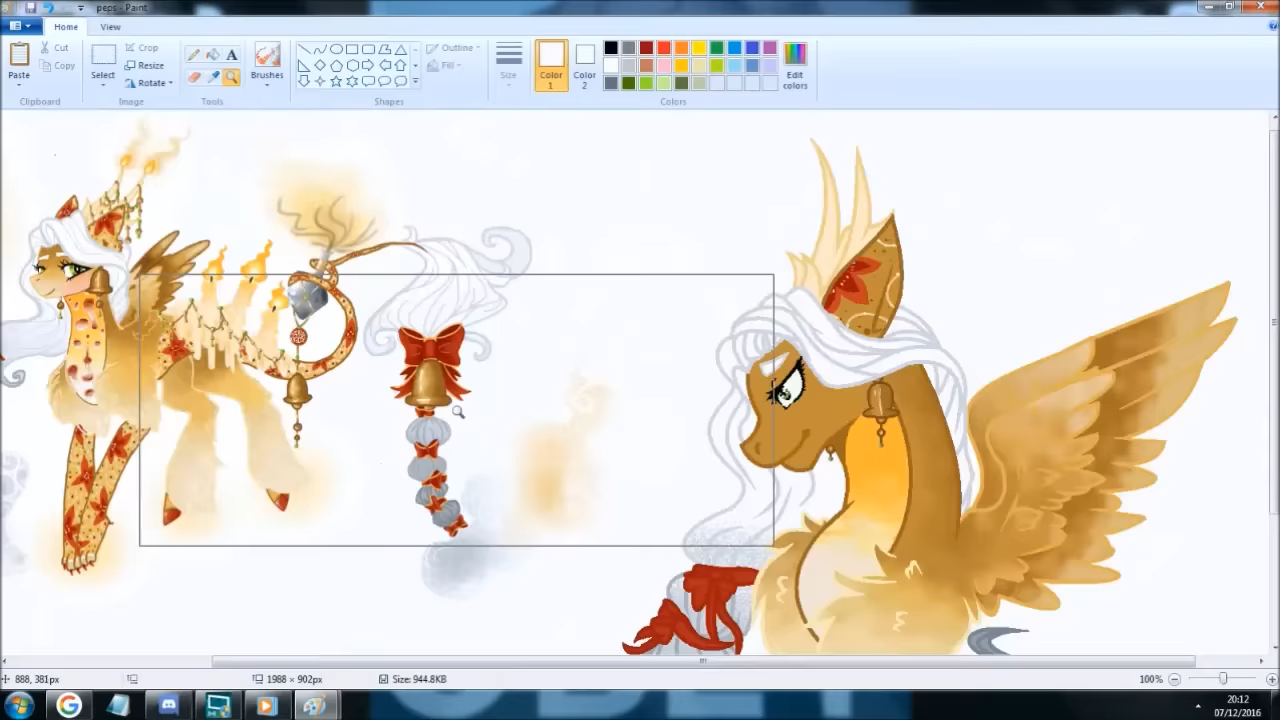 peps - Paint
Home
View
Paste
Cut
Copy
Clipboard
Select
Crop
Resize
Rotate
Image
Tools
Brushes
Shapes
Outline
Fill
Size
Color 1
Color 2
Edit colors
Colors
888, 381px
1988 × 902px
Size: 944.8KB
100%
20:12
07/12/2016